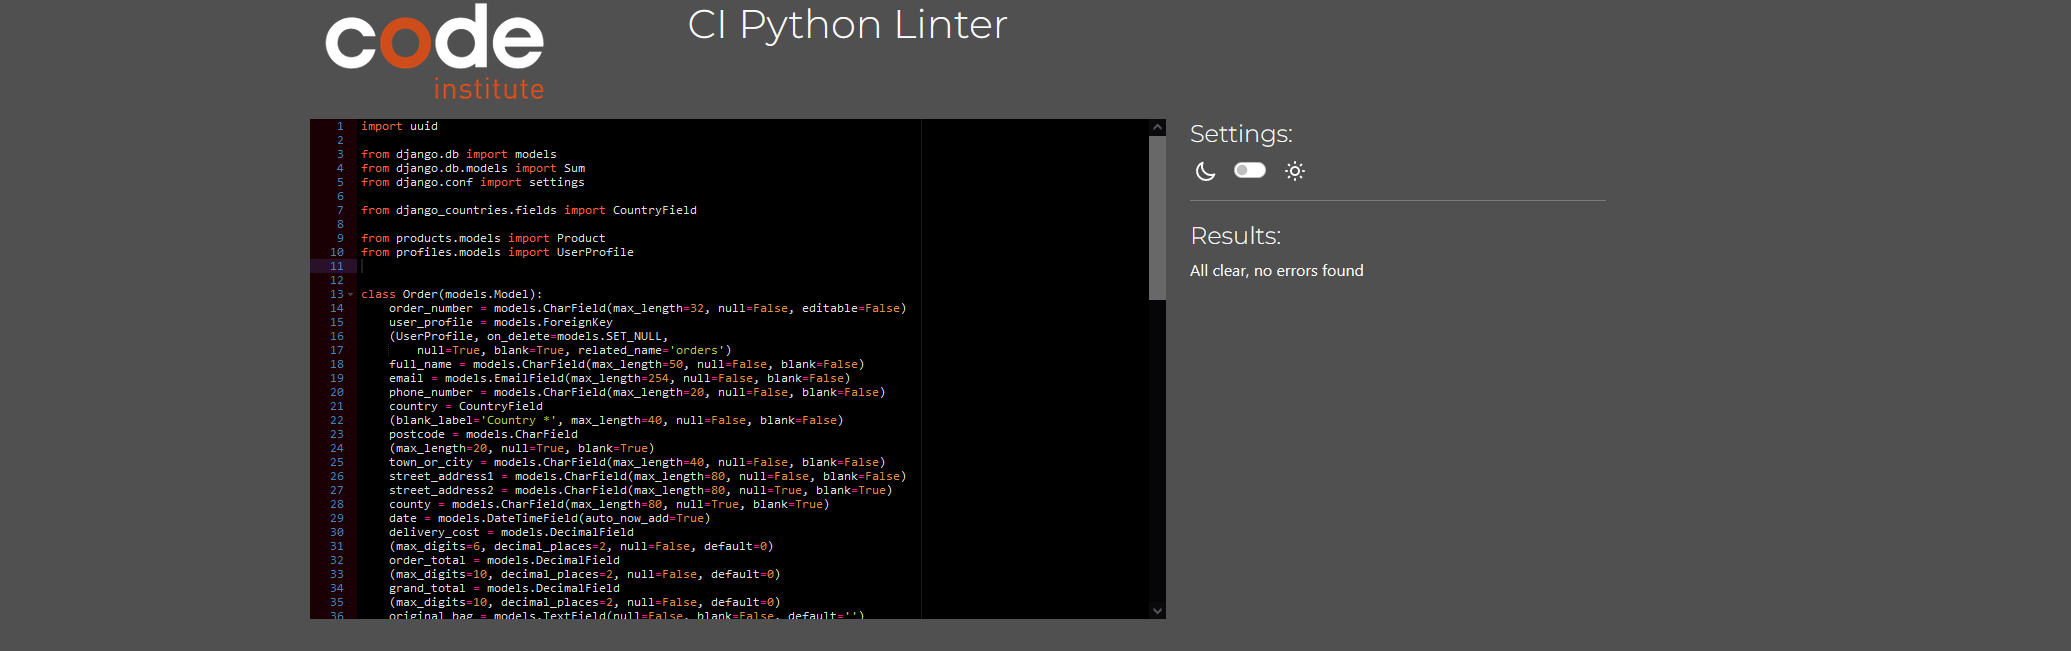 code
institute
CI Python Linter
1 import uuid
2
3 from django.db import models
4 from django.db.models import Sum
5 from django.conf import settings
6
7 from django_countries.fields import CountryField
8
9 from products.models import Product
10 from profiles.models import UserProfile
11
12
13 class Order(models.Model):
14 order_number = models.CharField(max_length=32, null=False, editable=False)
15 user_profile = models.ForeignKey
16 (UserProfile, on_delete=models.SET_NULL,
17 null=True, blank=True, related_name='orders')
18 full_name = models.CharField(max_length=50, null=False, blank=False)
19 email = models.EmailField(max_length=254, null=False, blank=False)
20 phone_number = models.CharField(max_length=20, null=False, blank=False)
21 country = CountryField
22 (blank_label='Country *', max_length=40, null=False, blank=False)
23 postcode = models.CharField
24 (max_length=20, null=True, blank=True)
25 town_or_city = models.CharField(max_length=40, null=False, blank=False)
26 street_address1 = models.CharField(max_length=80, null=False, blank=False)
27 street_address2 = models.CharField(max_length=80, null=True, blank=True)
28 county = models.CharField(max_length=80, null=True, blank=True)
29 date = models.DateTimeField(auto_now_add=True)
30 delivery_cost = models.DecimalField
31 (max_digits=6, decimal_places=2, null=False, default=0)
32 order_total = models.DecimalField
33 (max_digits=10, decimal_places=2, null=False, default=0)
34 grand_total = models.DecimalField
35 (max_digits=10, decimal_places=2, null=False, default=0)
36 original_bag = models.TextField(null=False, blank=False, default='')
Settings:
Results:
All clear, no errors found